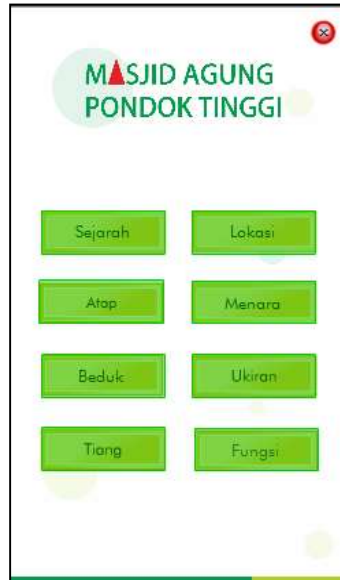 MASJID AGUNG
PONDOK TINGGI
Sejarah
Lokasi
Atap
Menara
Beduk
Ukiran
Tiang
Fungsi